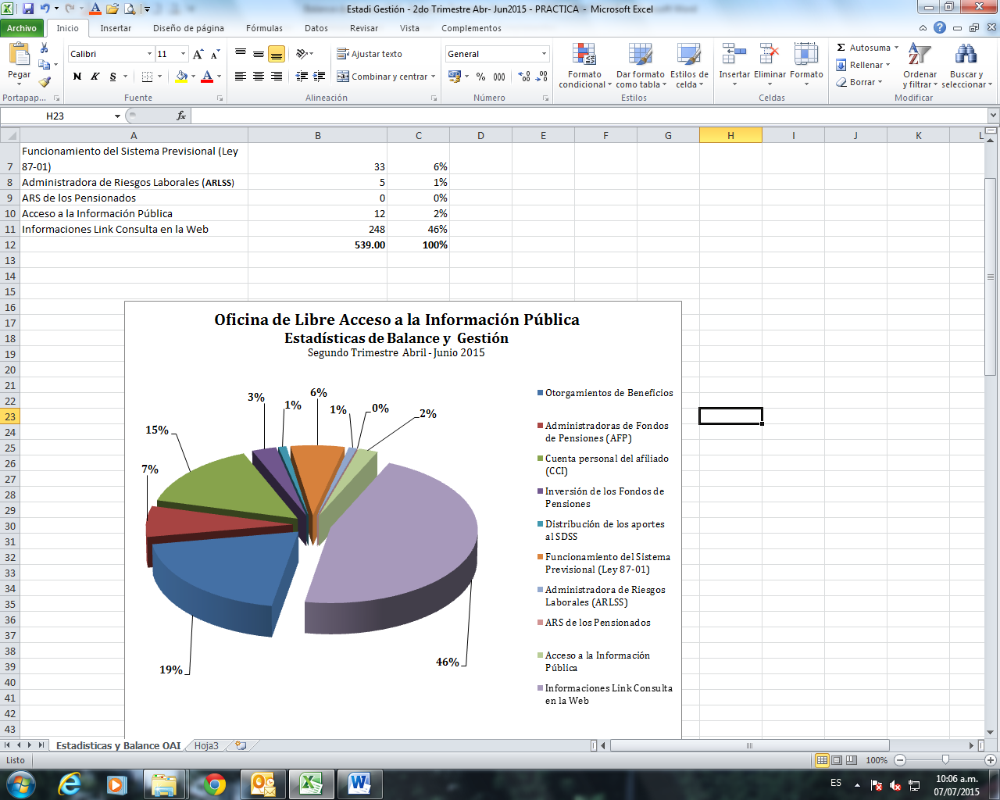 Estadi Gestión - 2do Trimestre Abr- Jun2015 - PRACTICA - Microsoft Excel
Archivo Inicio Insertar Diseño de página Fórmulas Datos Revisar Vista Complementos
Pegar
Calibri 11
N K S
Ajustar texto
Combinar y centrar
General
% 000
Formato condicional
Dar formato como tabla
Estilos de celda
Insertar Eliminar Formato
Autosuma
Rellenar
Borrar
Ordenar y filtrar
Buscar y seleccionar
Portapap... Fuente Alineación Número Estilos Celdas Modificar
H23 fx
A B C D E F G H I J K L
Funcionamiento del Sistema Previsional (Ley
7 87-01) 33 6%
8 Administradora de Riesgos Laborales (ARLSS) 5 1%
9 ARS de los Pensionados 0 0%
10 Acceso a la Información Pública 12 2%
11 Informaciones Link Consulta en la Web 248 46%
12 539.00 100%
13
14
15
16
17
18
19
20
21
22
23
24
25
26
27
28
29
30
31
32
33
34
35
36
37
38
39
40
41
42
43
Oficina de Libre Acceso a la Información Pública
Estadísticas de Balance y Gestión
Segundo Trimestre Abril - Junio 2015
19%
7%
15%
3%
1%
6%
1%
0%
2%
46%
Otorgamientos de Beneficios
Administradoras de Fondos
de Pensiones (AFP)
Cuenta personal del afiliado
(CCI)
Inversión de los Fondos de
Pensiones
Distribución de los aportes
al SDSS
Funcionamiento del Sistema
Previsional (Ley 87-01)
Administradora de Riesgos
Laborales (ARLSS)
ARS de los Pensionados
Acceso a la Información
Pública
Informaciones Link Consulta
en la Web
Estadisticas y Balance OAI Hoja3
Listo 100%
ES 10:06 a.m.
07/07/2015